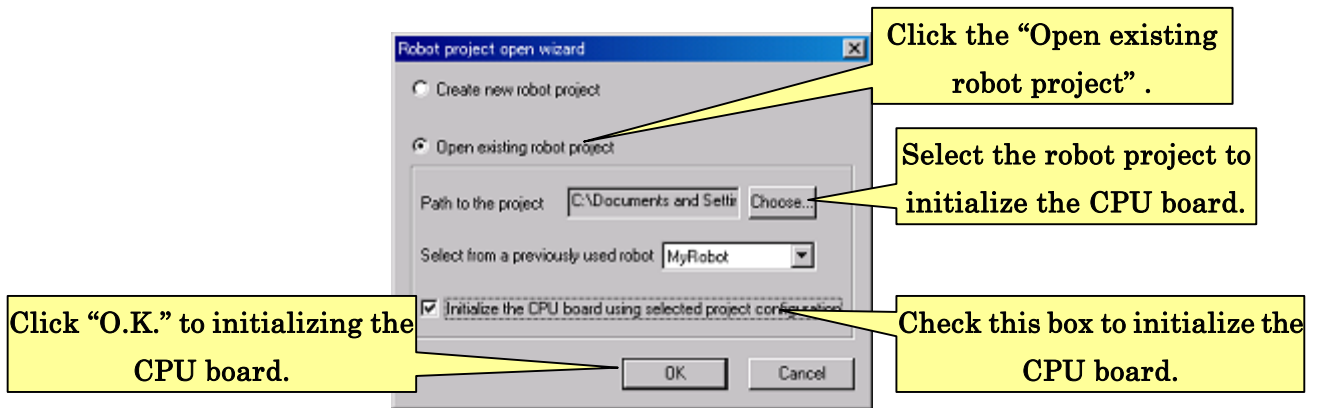 Robot project open wizard
Click the “Open existing
robot project” .
Create new robot project
Open existing robot project
Select the robot project to
initialize the CPU board.
Path to the project C:\Documents and Settir Choose...
Select from a previously used robot MyRobot
Initialize the CPU board using selected project configuration
Click “O.K.” to initializing the
CPU board.
Check this box to initialize the
CPU board.
OK Cancel